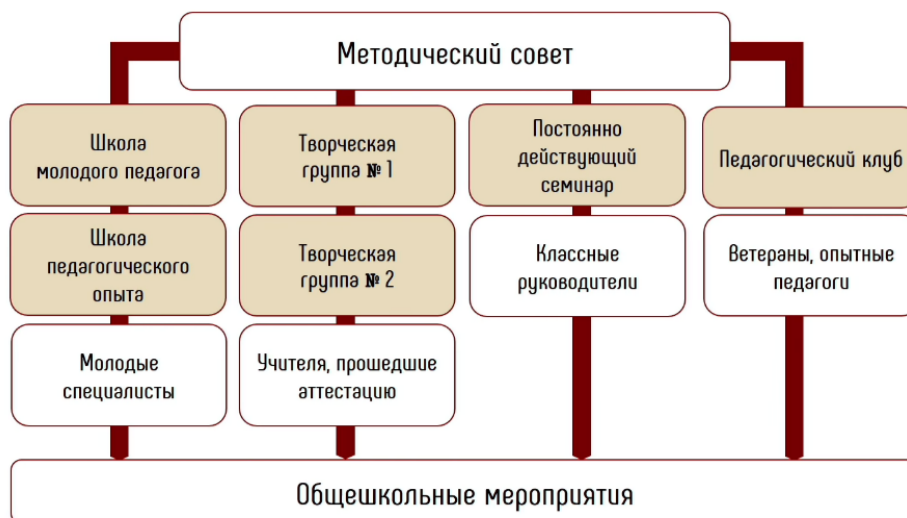 Методический совет
Школа
молодого педагога
Школа
педагогического
опыта
Молодые
специалисты
Творческая
группа № 1
Творческая
группа № 2
Учителя, прошедшие
аттестацию
Постоянно
действующий
семинар
Классные
руководители
Педагогический клуб
Ветераны, опытные
педагоги
Общешкольные мероприятия